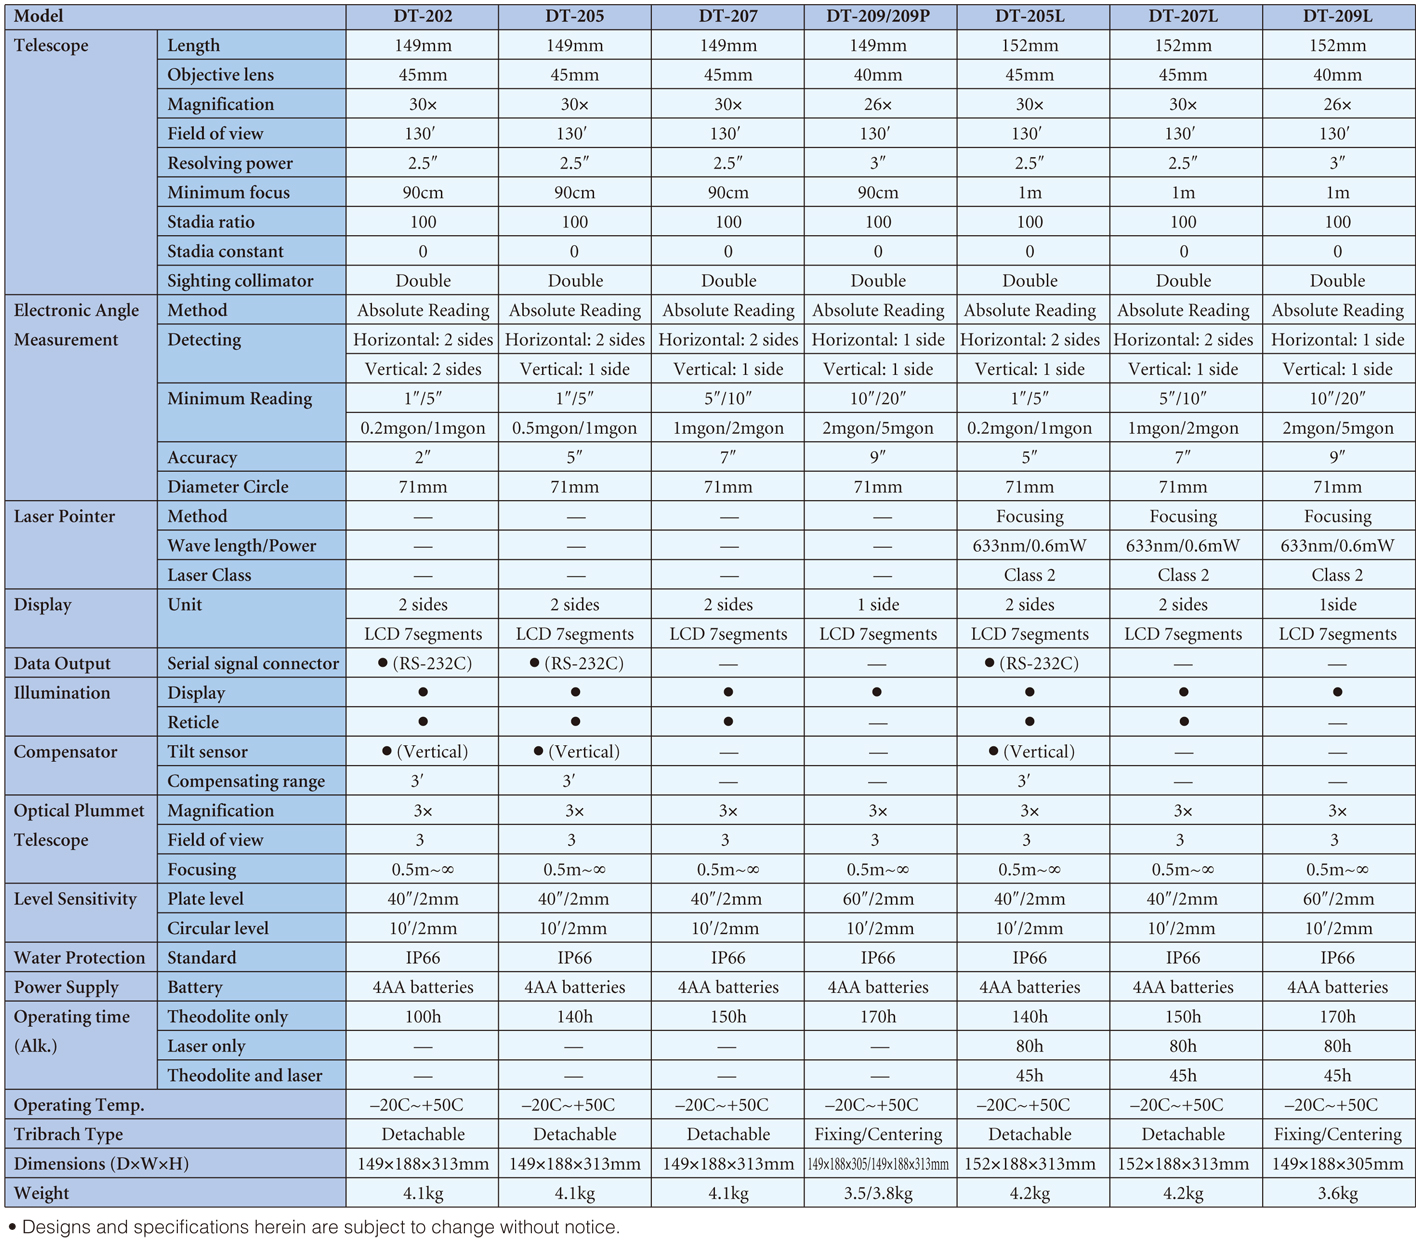 Model DT-202 DT-205 DT-207 DT-209/209P DT-205L DT-207L DT-209L
Telescope Length 149mm 149mm 149mm 149mm 152mm 152mm 152mm
Objective lens 45mm 45mm 45mm 40mm 45mm 45mm 40mm
Magnification 30× 30× 30× 26× 30× 30× 26×
Field of view 130′ 130′ 130′ 130′ 130′ 130′ 130′
Resolving power 2.5″ 2.5″ 2.5″ 3″ 2.5″ 2.5″ 3″
Minimum focus 90cm 90cm 90cm 90cm 1m 1m 1m
Stadia ratio 100 100 100 100 100 100 100
Stadia constant 0 0 0 0 0 0 0
Sighting collimator Double Double Double Double Double Double Double
Electronic Angle Method Absolute Reading Absolute Reading Absolute Reading Absolute Reading Absolute Reading Absolute Reading Absolute Reading
Measurement Detecting Horizontal: 2 sides Horizontal: 2 sides Horizontal: 2 sides Horizontal: 1 side Horizontal: 2 sides Horizontal: 2 sides Horizontal: 1 side
Vertical: 2 sides Vertical: 1 side Vertical: 1 side Vertical: 1 side Vertical: 1 side Vertical: 1 side Vertical: 1 side
Minimum Reading 1″/5″ 1″/5″ 5″/10″ 10″/20″ 1″/5″ 5″/10″ 10″/20″
0.2mgon/1mgon 0.5mgon/1mgon 1mgon/2mgon 2mgon/5mgon 0.2mgon/1mgon 1mgon/2mgon 2mgon/5mgon
Accuracy 2″ 5″ 7″ 9″ 5″ 7″ 9″
Diameter Circle 71mm 71mm 71mm 71mm 71mm 71mm 71mm
Laser Pointer Method — — — — Focusing Focusing Focusing
Wave length/Power — — — — 633nm/0.6mW 633nm/0.6mW 633nm/0.6mW
Laser Class — — — — Class 2 Class 2 Class 2
Display Unit 2 sides 2 sides 2 sides 1 side 2 sides 2 sides 1side
LCD 7segments LCD 7segments LCD 7segments LCD 7segments LCD 7segments LCD 7segments LCD 7segments
Data Output Serial signal connector ● (RS-232C) ● (RS-232C) — — ● (RS-232C) — —
Illumination Display ● ● ● ● ● ● ●
Reticle ● ● ● — ● ● —
Compensator Tilt sensor ● (Vertical) ● (Vertical) — — ● (Vertical) — —
Compensating range 3′ 3′ — — 3′ — —
Optical Plummet Magnification 3× 3× 3× 3× 3× 3× 3×
Telescope Field of view 3 3 3 3 3 3 3
Focusing 0.5m~∞ 0.5m~∞ 0.5m~∞ 0.5m~∞ 0.5m~∞ 0.5m~∞ 0.5m~∞
Level Sensitivity Plate level 40″/2mm 40″/2mm 40″/2mm 60″/2mm 40″/2mm 40″/2mm 60″/2mm
Circular level 10′/2mm 10′/2mm 10′/2mm 10′/2mm 10′/2mm 10′/2mm 10′/2mm
Water Protection Standard IP66 IP66 IP66 IP66 IP66 IP66 IP66
Power Supply Battery 4AA batteries 4AA batteries 4AA batteries 4AA batteries 4AA batteries 4AA batteries 4AA batteries
Operating time Theodolite only 100h 140h 150h 170h 140h 150h 170h
(Alk.) Laser only — — — — 80h 80h 80h
Theodolite and laser — — — — 45h 45h 45h
Operating Temp. –20C~+50C –20C~+50C –20C~+50C –20C~+50C –20C~+50C –20C~+50C –20C~+50C
Tribrach Type Detachable Detachable Detachable Fixing/Centering Detachable Detachable Fixing/Centering
Dimensions (D×W×H) 149×188×313mm 149×188×313mm 149×188×313mm 149×188×305/149×188×313mm 152×188×313mm 152×188×313mm 149×188×305mm
Weight 4.1kg 4.1kg 4.1kg 3.5/3.8kg 4.2kg 4.2kg 3.6kg
● Designs and specifications herein are subject to change without notice.